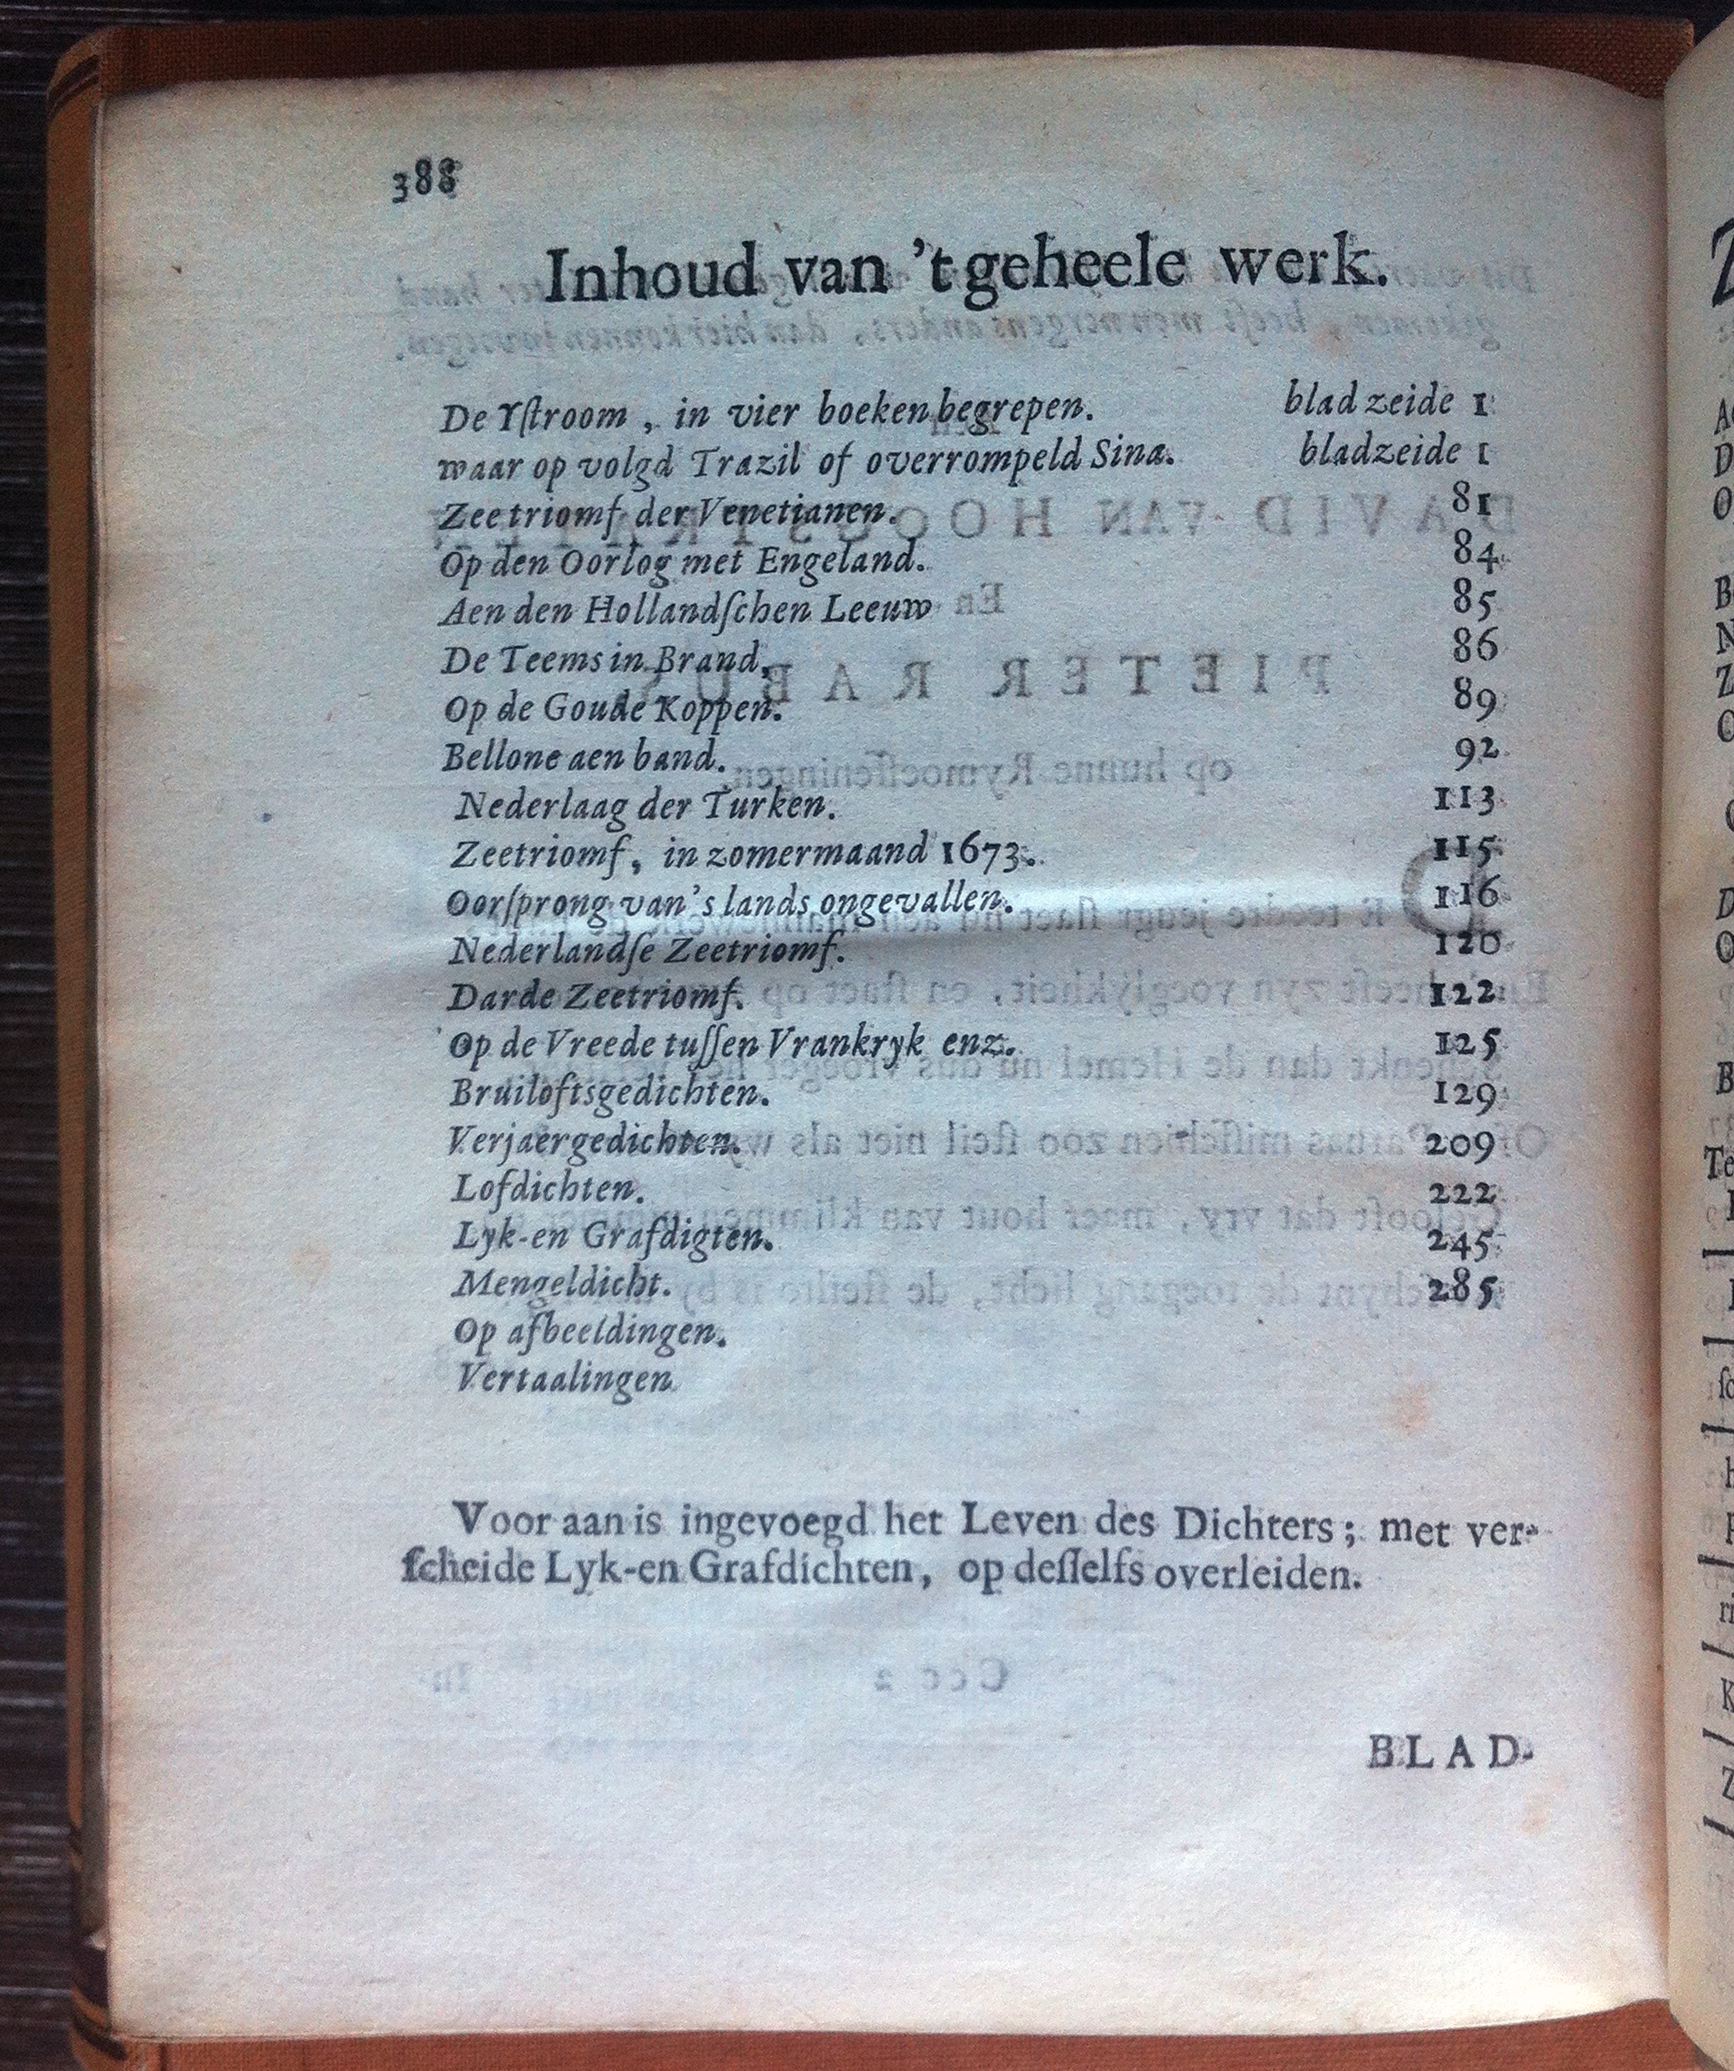 388
Inhoud van 't geheele werk.
De Yſtroom, in vier boeken begrepen. blad zeide 1
waar op volgd Trazil of overrompeld Sina. bladzeide 1
Zeetriomf der Venetianen. 81
Op den Oorlog met Engeland. 84
Aen den Hollandſchen Leeuw 85
De Teems in Brand, 86
Op de Goude Koppen. 89
Bellone aen band. 92
Nederlaag der Turken. 113
Zeetriomf, in zomermaand 1673. 115
Oorſprong van 's lands ongevallen. 116
Nederlandſe Zeetriomf. 120
Darde Zeetriomf. 122
Op de Vreede tuſſen Vrankryk enz. 125
Bruiloftsgedichten. 129
Verjaergedichten. 209
Lofdichten. 222
Lyk-en Grafdigten. 245
Mengeldicht. 285
Op afbeeldingen.
Vertaalingen
Voor aan is ingevoegd het Leven des Dichters; met ver-
ſcheide Lyk-en Grafdichten, op deſſelfs overleiden.
BLAD-